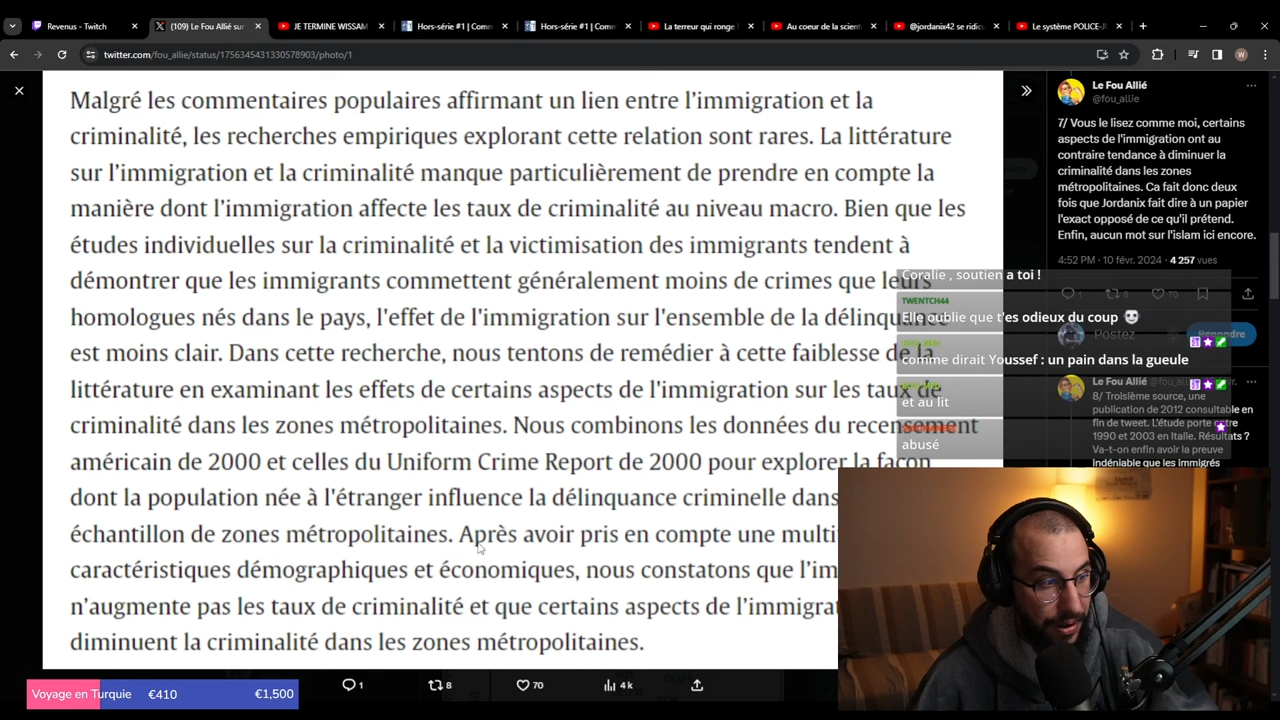 Revenus - Twitch
(109) Le Fou Allié sur
JE TERMINE WISSAM
Hors-série #1 | Comm
Hors-série #1 | Comm
La terreur qui ronge l
Au coeur de la scient
@jordanix42 se ridicu
Le système POLICE-J
twitter.com/fou_allie/status/1756345431330578903/photo/1
Malgré les commentaires populaires affirmant un lien entre l’immigration et la
criminalité, les recherches empiriques explorant cette relation sont rares. La littérature
sur l’immigration et la criminalité manque particulièrement de prendre en compte la
manière dont l’immigration affecte les taux de criminalité au niveau macro. Bien que les
études individuelles sur la criminalité et la victimisation des immigrants tendent à
démontrer que les immigrants commettent généralement moins de crimes que leurs
homologues nés dans le pays, l'effet de l'immigration sur l'ensemble de la délinquance
est moins clair. Dans cette recherche, nous tentons de remédier à cette faiblesse de la
littérature en examinant les effets de certains aspects de l'immigration sur les taux de
criminalité dans les zones métropolitaines. Nous combinons les données du recensement
américain de 2000 et celles du Uniform Crime Report de 2000 pour explorer la façon
dont la population née à l'étranger influence la délinquance criminelle dans
échantillon de zones métropolitaines. Après avoir pris en compte une multi
caractéristiques démographiques et économiques, nous constatons que l’im
n’augmente pas les taux de criminalité et que certains aspects de l’immigrat
diminuent la criminalité dans les zones métropolitaines.
1
8
70
4 k
Voyage en Turquie €410 €1,500
Le Fou Allié
@fou_allie
7/ Vous le lisez comme moi, certains
aspects de l'immigration ont au
contraire tendance à diminuer la
criminalité dans les zones
métropolitaines. Ca fait donc deux
fois que Jordanix fait dire à un papier
l'exact opposé de ce qu'il prétend.
Enfin, aucun mot sur l'islam ici encore.
4:52 PM · 10 févr. 2024 · 4 257 vues
1
8
70
Coralie , soutien a toi !
TWENTCH44
Elle oublie que t'es odieux du coup
comme dirait Youssef : un pain dans la gueule
et au lit
abusé
Postez
Répondre
Le Fou Allié
8/ Troisième source, une
publication de 2012 consultable en
fin de tweet. L'étude porte entre
1990 et 2003 en Italie. Résultats ?
Va-t-on enfin avoir la preuve
indéniable que les immigrés